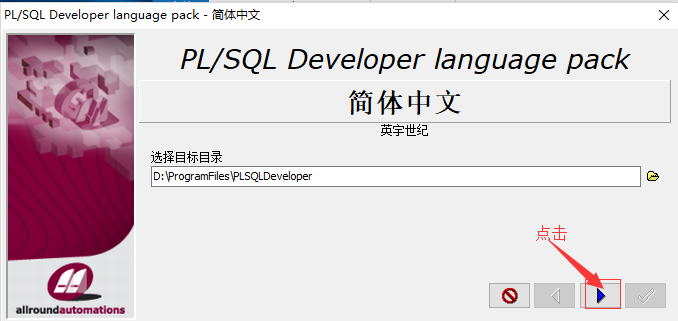 PL/SQL Developer language pack - 简体中文
PL/SQL Developer language pack
简体中文
英宇世纪
选择目标目录
D:\ProgramFiles\PLSQLDeveloper
点击
allroundautomations